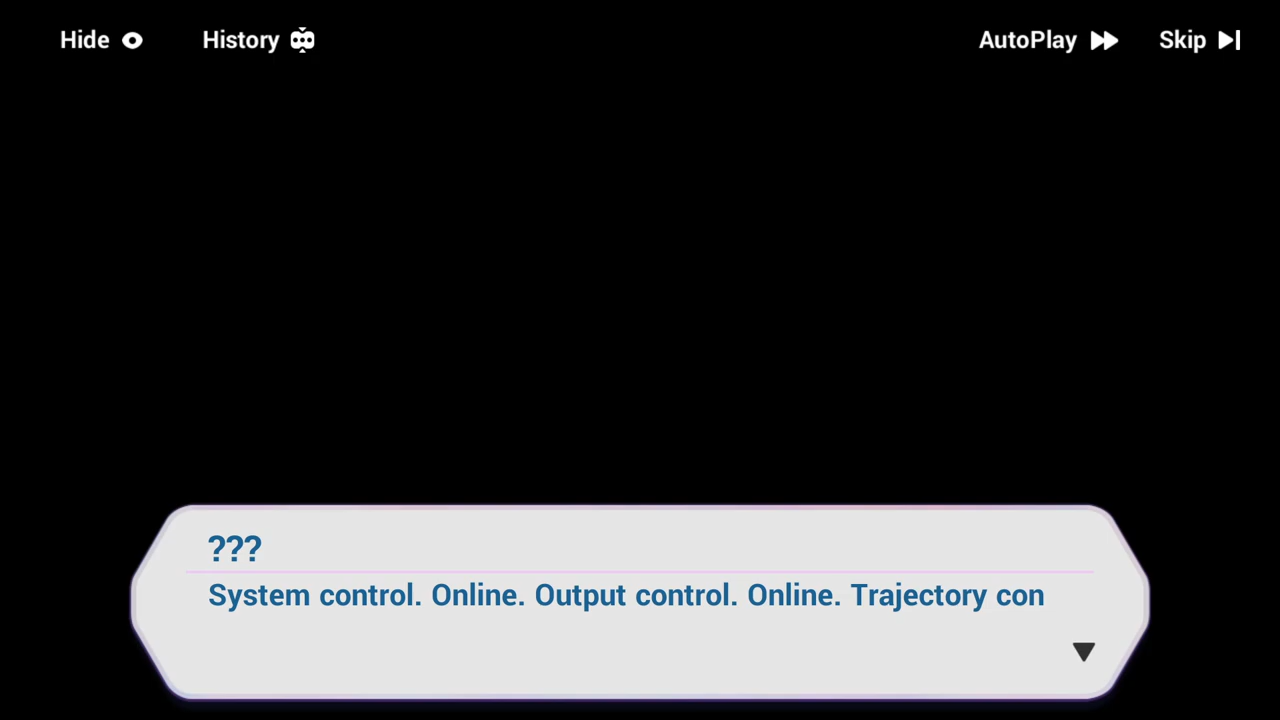 Hide
History
AutoPlay
Skip
???
System control. Online. Output control. Online. Trajectory con